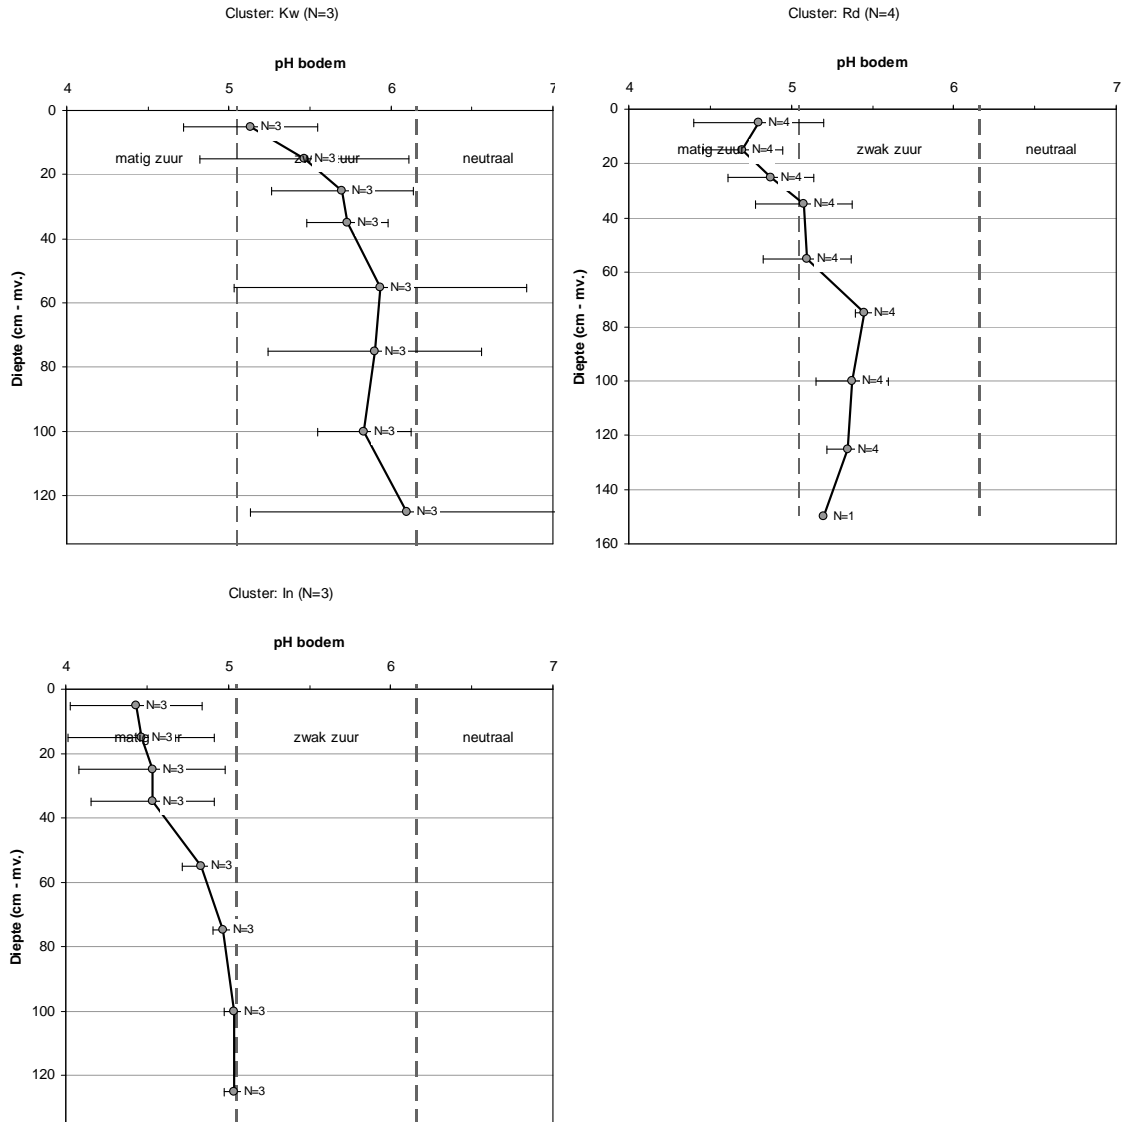 Cluster: Kw (N=3)
pH bodem
4 5 6 7
0
20
40
60
80
100
120
Diepte (cm - mv.)
matig zuur
neutraal
N=3
N=3
N=3
N=3
N=3
N=3
N=3
N=3
Cluster: Rd (N=4)
pH bodem
4 5 6 7
0
20
40
60
80
100
120
140
160
Diepte (cm - mv.)
matig zuur zwak zuur neutraal
N=4
N=4
N=4
N=4
N=4
N=4
N=4
N=4
N=1
Cluster: In (N=3)
pH bodem
4 5 6 7
0
20
40
60
80
100
120
Diepte (cm - mv.)
matig zwak zuur neutraal
N=3
N=3
N=3
N=3
N=3
N=3
N=3
N=3